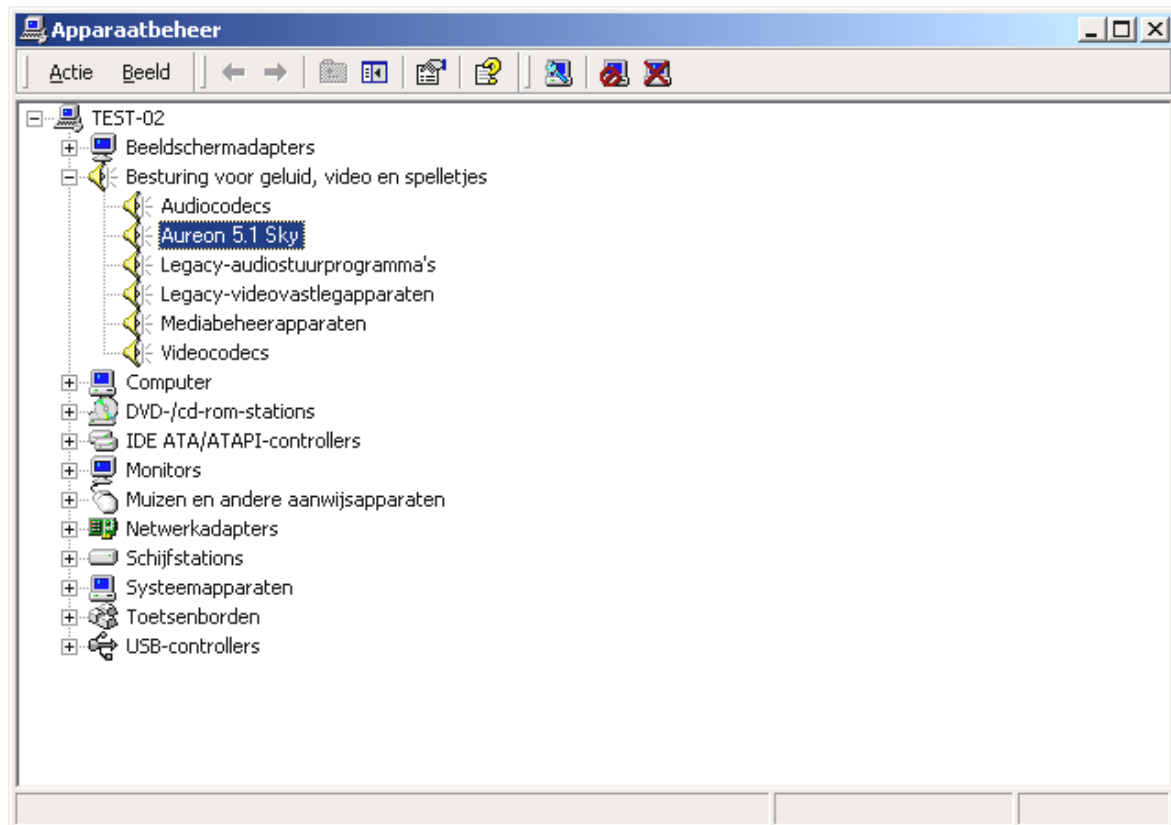 Apparaatbeheer
Actie Beeld
TEST-02
Beeldschermadapters
Besturing voor geluid, video en spelletjes
Audiocodecs
Aureon 5.1 Sky
Legacy-audiostuurprogramma's
Legacy-videovastlegapparaten
Mediabeheerapparaten
Videocodecs
Computer
DVD-/cd-rom-stations
IDE ATA/ATAPI-controllers
Monitors
Muizen en andere aanwijsapparaten
Netwerkadapters
Schijfstations
Systeemapparaten
Toetsenborden
USB-controllers